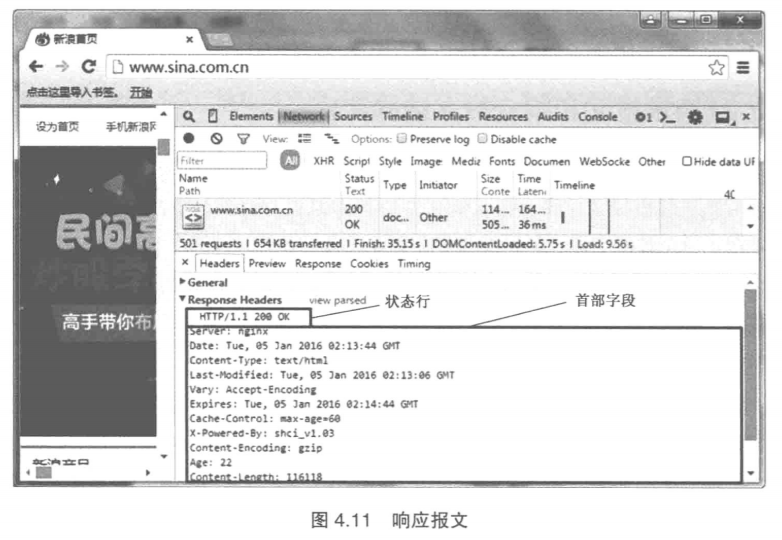 新浪首页
www.sina.com.cn
点击这里导入书签。 开始
设为首页 手机新浪网
Elements Network Sources Timeline Profiles Resources Audits Console 1
View: Options: Preserve log Disable cache
Filter All XHR Script Style Image Media Fonts Documen WebSocke Other Hide data UR
Name Status Type Initiator Size Time Timeline
Path Text Conte Laten 40
www.sina.com.cn 200 doc... Other 114... 164...
OK 505... 36 ms
501 requests | 654 KB transferred | Finish: 35.15 s | DOMContentLoaded: 5.75 s | Load: 9.56 s
Headers Preview Response Cookies Timing
General
Response Headers view parsed 状态行 首部字段
HTTP/1.1 200 OK
Server: nginx
Date: Tue, 05 Jan 2016 02:13:44 GMT
Content-Type: text/html
Last-Modified: Tue, 05 Jan 2016 02:13:06 GMT
Vary: Accept-Encoding
Expires: Tue, 05 Jan 2016 02:14:44 GMT
Cache-Control: max-age=60
X-Powered-By: shci_v1.03
Content-Encoding: gzip
Age: 22
Content-Length: 116118
民间高
高手带你布局
新浪产品
图 4.11 响应报文